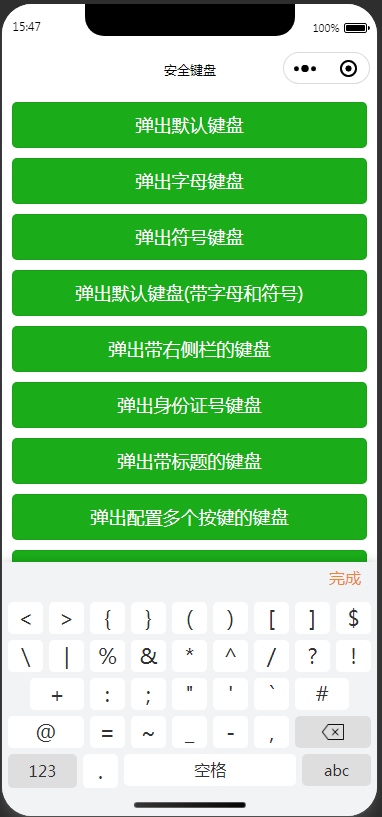 15:47 100%
安全键盘
弹出默认键盘
弹出字母键盘
弹出符号键盘
弹出默认键盘(带字母和符号)
弹出带右侧栏的键盘
弹出身份证号键盘
弹出带标题的键盘
弹出配置多个按键的键盘
完成
< > { } ( ) [ ] $
\ | % & * ^ / ? !
+ : ; " ' ` #
@ = ~ _ - ,
123 . 空格 abc